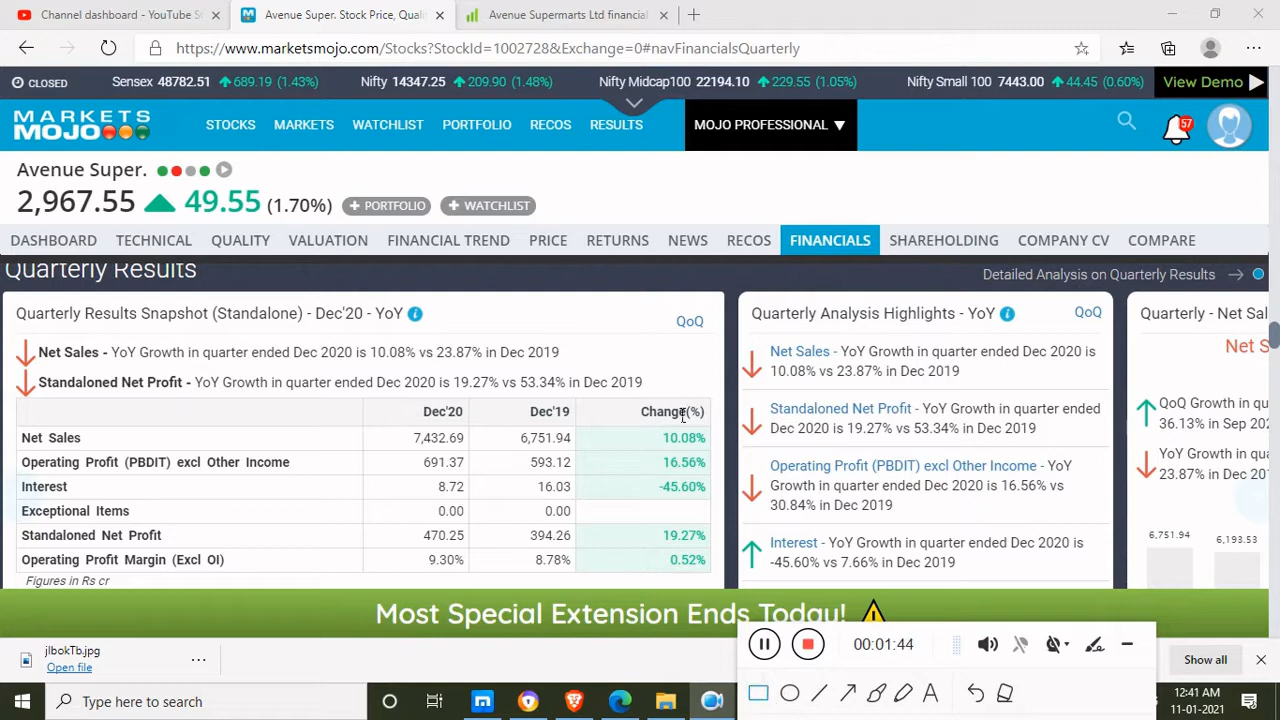 Channel dashboard - YouTube S
Avenue Super. Stock Price, Quali
Avenue Supermarts Ltd financial
https://www.marketsmojo.com/Stocks?StockId=1002728&Exchange=0#navFinancialsQuarterly
CLOSED Sensex 48782.51 689.19 (1.43%) Nifty 14347.25 209.90 (1.48%) Nifty Midcap100 22194.10 229.55 (1.05%) Nifty Small 100 7443.00 44.45 (0.60%) View Demo
MARKETS
MOJO
STOCKS MARKETS WATCHLIST PORTFOLIO RECOS RESULTS MOJO PROFESSIONAL 57
Avenue Super.
2,967.55 49.55 (1.70%) + PORTFOLIO + WATCHLIST
DASHBOARD TECHNICAL QUALITY VALUATION FINANCIAL TREND PRICE RETURNS NEWS RECOS FINANCIALS SHAREHOLDING COMPANY CV COMPARE
Quarterly Results
Detailed Analysis on Quarterly Results
Quarterly Results Snapshot (Standalone) - Dec'20 - YoY
QoQ
Net Sales - YoY Growth in quarter ended Dec 2020 is 10.08% vs 23.87% in Dec 2019
Standaloned Net Profit - YoY Growth in quarter ended Dec 2020 is 19.27% vs 53.34% in Dec 2019
Dec'20 Dec'19 Change(%)
Net Sales 7,432.69 6,751.94 10.08%
Operating Profit (PBDIT) excl Other Income 691.37 593.12 16.56%
Interest 8.72 16.03 -45.60%
Exceptional Items 0.00 0.00
Standaloned Net Profit 470.25 394.26 19.27%
Operating Profit Margin (Excl OI) 9.30% 8.78% 0.52%
Figures in Rs cr
Quarterly Analysis Highlights - YoY
QoQ
Net Sales - YoY Growth in quarter ended Dec 2020 is
10.08% vs 23.87% in Dec 2019
Standaloned Net Profit - YoY Growth in quarter ended
Dec 2020 is 19.27% vs 53.34% in Dec 2019
Operating Profit (PBDIT) excl Other Income - YoY
Growth in quarter ended Dec 2020 is 16.56% vs
30.84% in Dec 2019
Interest - YoY Growth in quarter ended Dec 2020 is
-45.60% vs 7.66% in Dec 2019
Quarterly - Net Sal
Net S
QoQ Growth in qu
36.13% in Sep 202
YoY Growth in qua
23.87% in Dec 201
6,751.94 6,193.53
Most Special Extension Ends Today!
jlbokTb.jpg
Open file
00:01:44
Show all
Type here to search
12:41 AM
11-01-2021